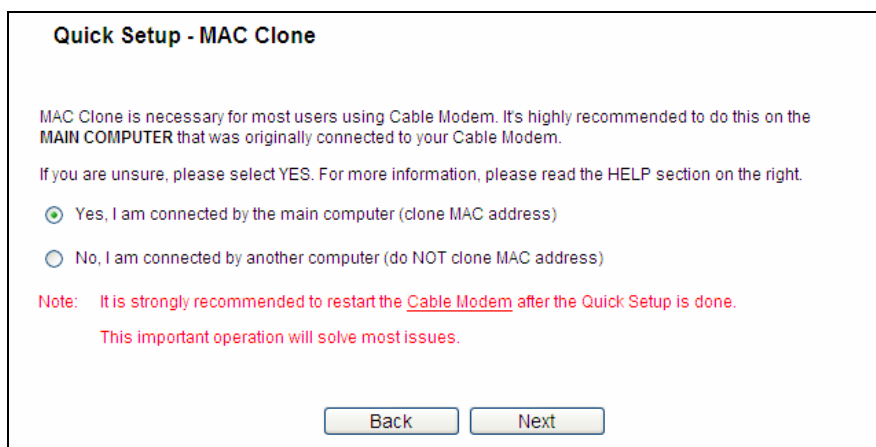 Quick Setup - MAC Clone
MAC Clone is necessary for most users using Cable Modem. It's highly recommended to do this on the
MAIN COMPUTER that was originally connected to your Cable Modem.
If you are unsure, please select YES. For more information, please read the HELP section on the right.
Yes, I am connected by the main computer (clone MAC address)
No, I am connected by another computer (do NOT clone MAC address)
Note: It is strongly recommended to restart the Cable Modem after the Quick Setup is done.
This important operation will solve most issues.
Back Next